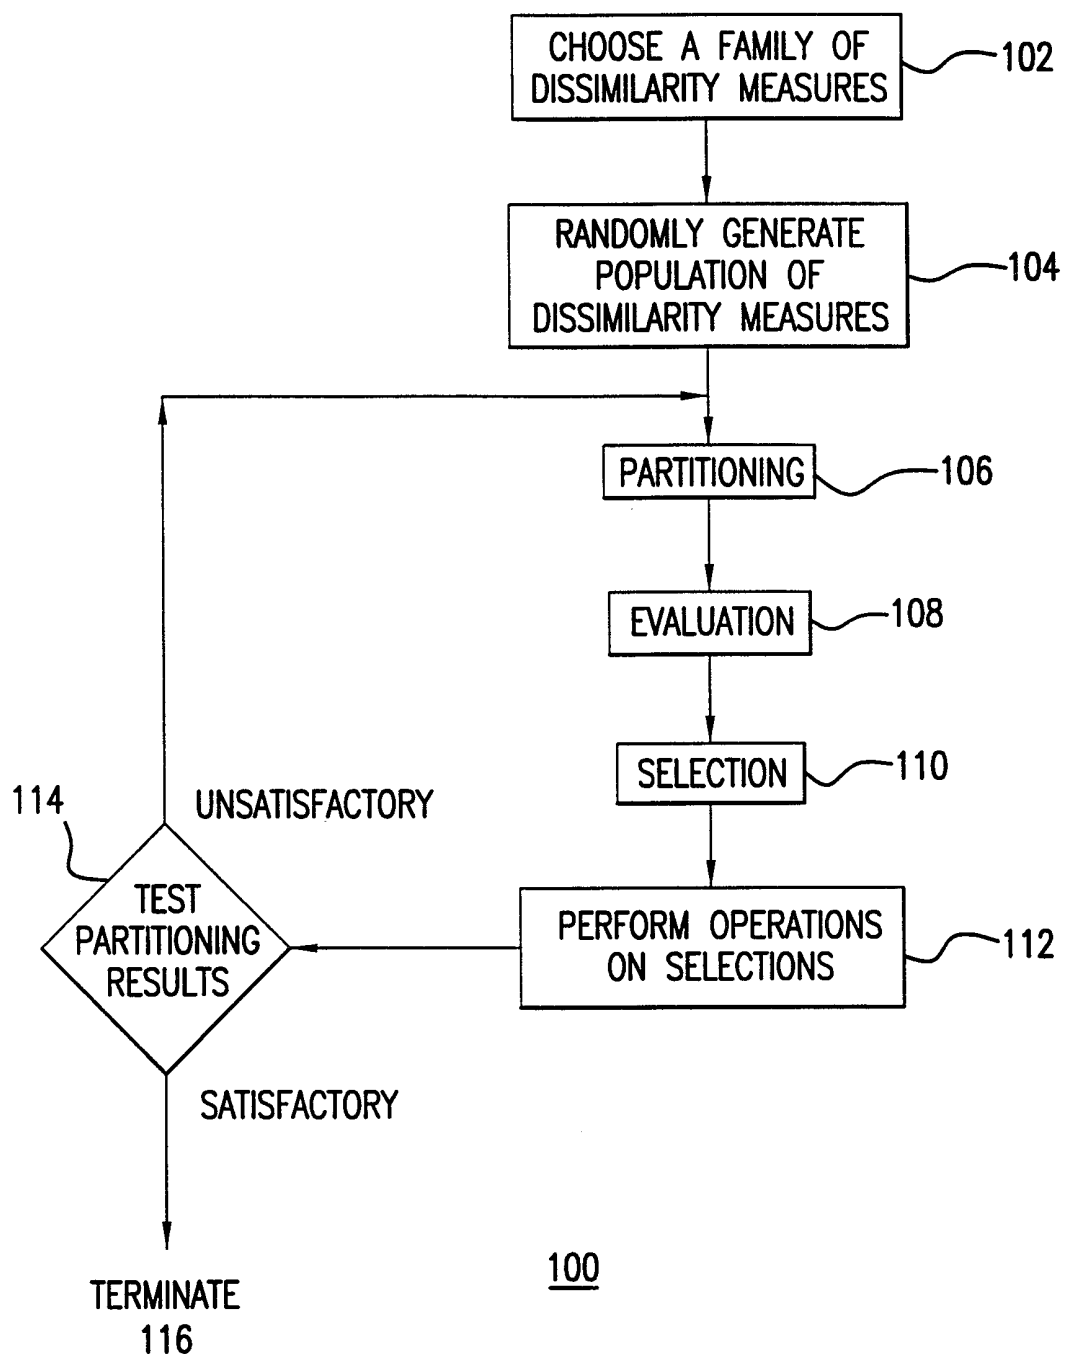 CHOOSE A FAMILY OF
DISSIMILARITY MEASURES
102
RANDOMLY GENERATE
POPULATION OF
DISSIMILARITY MEASURES
104
PARTITIONING
106
EVALUATION
108
SELECTION
110
PERFORM OPERATIONS
ON SELECTIONS
112
114
UNSATISFACTORY
TEST
PARTITIONING
RESULTS
SATISFACTORY
TERMINATE
116
100